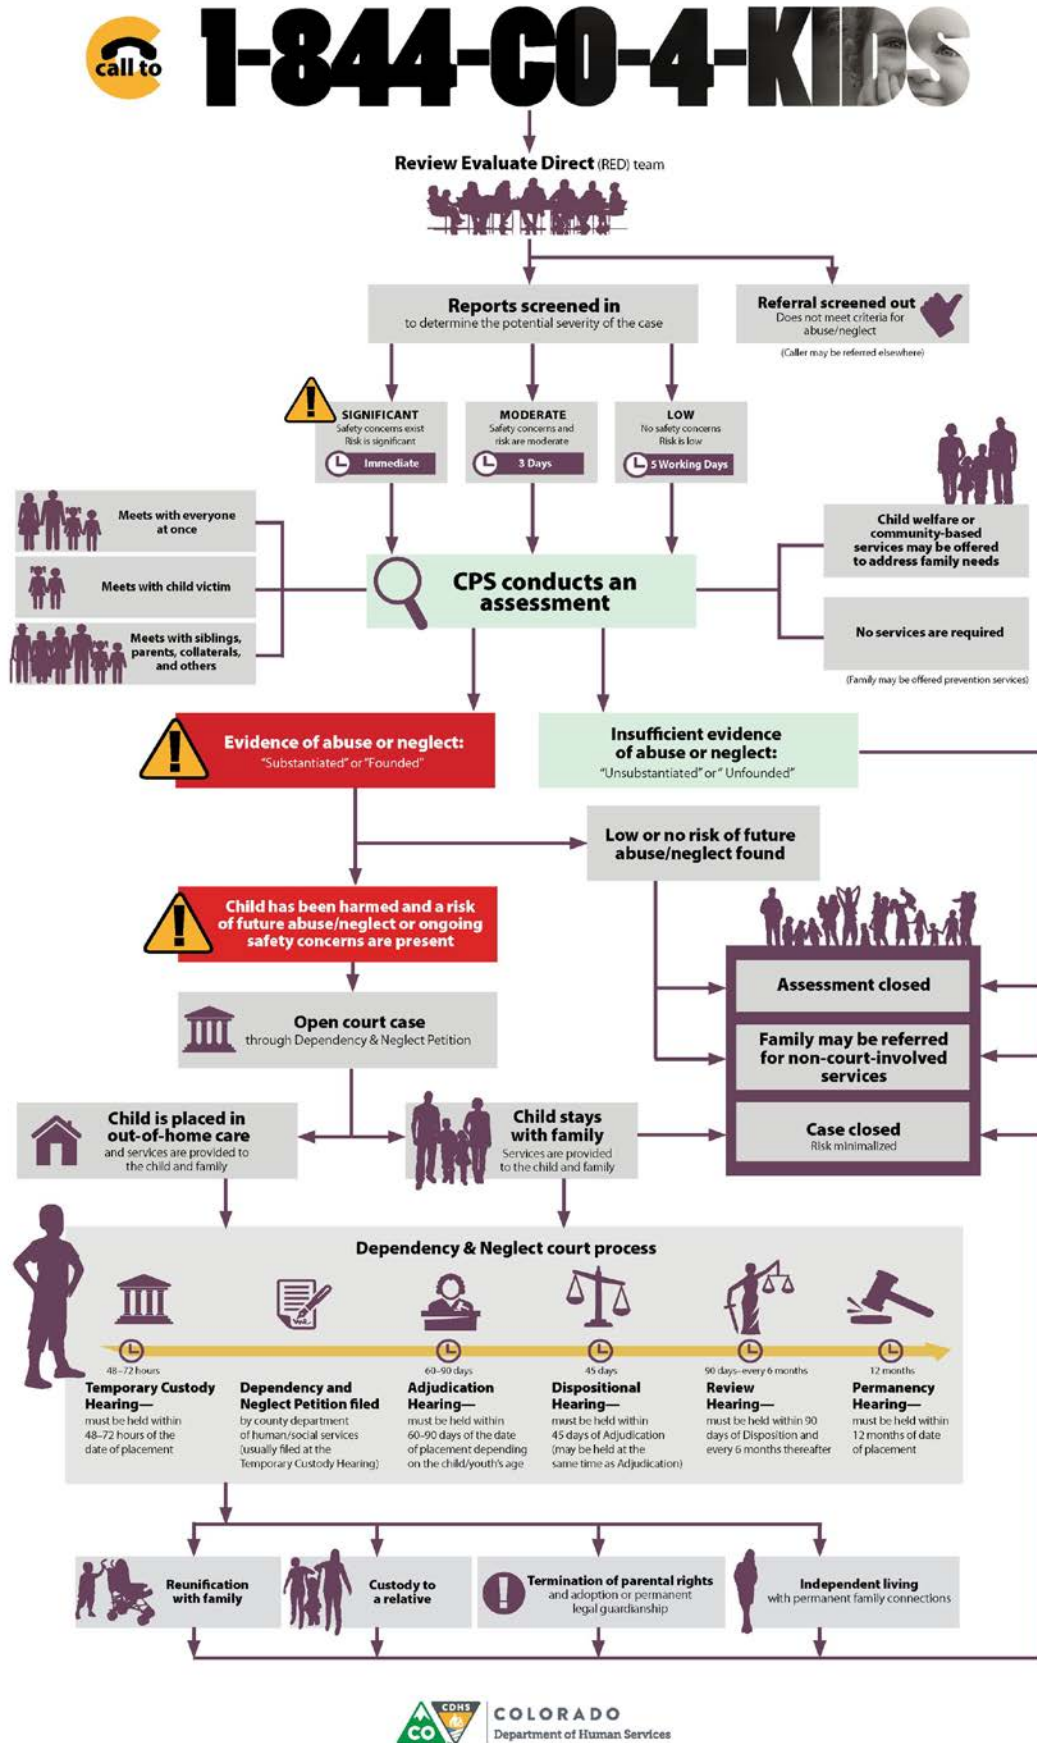 call to
1-844-CO-4-KIDS
Review Evaluate Direct (RED) team
Reports screened in
to determine the potential severity of the case
Referral screened out
Does not meet criteria for
abuse/neglect
(Caller may be referred elsewhere)
SIGNIFICANT
Safety concerns exist
Risk is significant
Immediate
MODERATE
Safety concerns and
risk are moderate
3 Days
LOW
No safety concerns
Risk is low
5 Working Days
Meets with everyone
at once
Meets with child victim
Meets with siblings,
parents, collaterals,
and others
CPS conducts an
assessment
Child welfare or
community-based
services may be offered
to address family needs
No services are required
(Family may be offered prevention services)
Evidence of abuse or neglect:
"Substantiated" or "Founded"
Insufficient evidence
of abuse or neglect:
"Unsubstantiated" or " Unfounded"
Low or no risk of future
abuse/neglect found
Child has been harmed and a risk
of future abuse/neglect or ongoing
safety concerns are present
Assessment closed
Family may be referred
for non-court-involved
services
Case closed
Risk minimalized
Open court case
through Dependency & Neglect Petition
Child is placed in
out-of-home care
and services are provided to
the child and family
Child stays
with family
Services are provided
to the child and family
Dependency & Neglect court process
48–72 hours
Temporary Custody
Hearing—
must be held within
48–72 hours of the
date of placement
Dependency and
Neglect Petition filed
by county department
of human/social services
(usually filed at the
Temporary Custody Hearing)
60–90 days
Adjudication
Hearing—
must be held within
60–90 days of the date
of placement depending
on the child/youth's age
45 days
Dispositional
Hearing—
must be held within
45 days of Adjudication
(may be held at the
same time as Adjudication)
90 days–every 6 months
Review
Hearing—
must be held within 90
days of Disposition and
every 6 months thereafter
12 months
Permanency
Hearing—
must be held within
12 months of date
of placement
Reunification
with family
Custody to
a relative
Termination of parental rights
and adoption or permanent
legal guardianship
Independent living
with permanent family connections
CO
CDHS
COLORADO
Department of Human Services